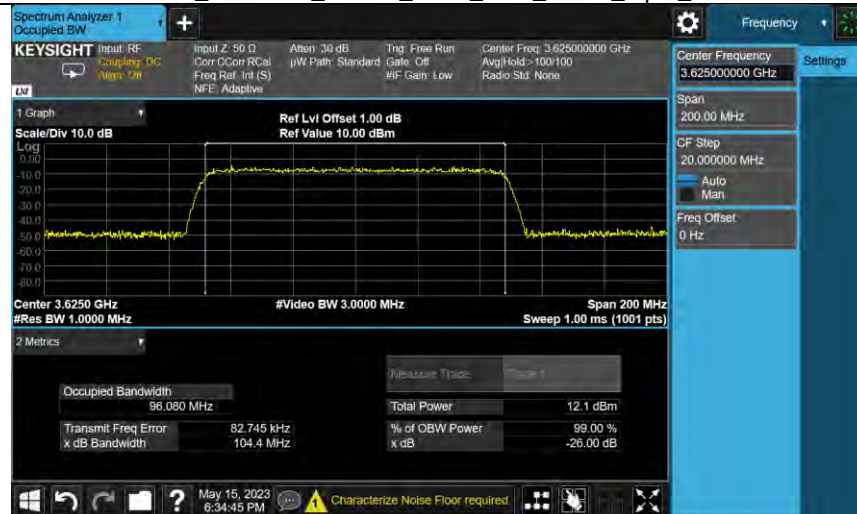 Spectrum Analyzer 1
Occupied BW
+
Frequency
KEYSIGHT
Input: RF
Coupling: DC
Align: Off
Input Z: 50 Ω
Corr CCorr RCal
Freq Ref: Int (S)
NFE: Adaptive
Atten: 30 dB
µW Path: Standard
Trig: Free Run
Gate: Off
#IF Gain: Low
Center Freq: 3.625000000 GHz
Avg|Hold:>100/100
Radio Std: None
LXI
1 Graph
Scale/Div 10.0 dB
Ref Lvl Offset 1.00 dB
Ref Value 10.00 dBm
Log
0.00
-10.0
-20.0
-30.0
-40.0
-50.0
-60.0
-70.0
-80.0
Center 3.6250 GHz
#Res BW 1.0000 MHz
#Video BW 3.0000 MHz
Span 200 MHz
Sweep 1.00 ms (1001 pts)
2 Metrics
Measure Trace
Trace 1
Occupied Bandwidth
96.080 MHz
Total Power 12.1 dBm
Transmit Freq Error 82.745 kHz
% of OBW Power 99.00 %
x dB Bandwidth 104.4 MHz
x dB -26.00 dB
Center Frequency
3.625000000 GHz
Settings
Span
200.00 MHz
CF Step
20.000000 MHz
Auto
Man
Freq Offset
0 Hz
?
May 15, 2023
6:34:45 PM
Characterize Noise Floor required